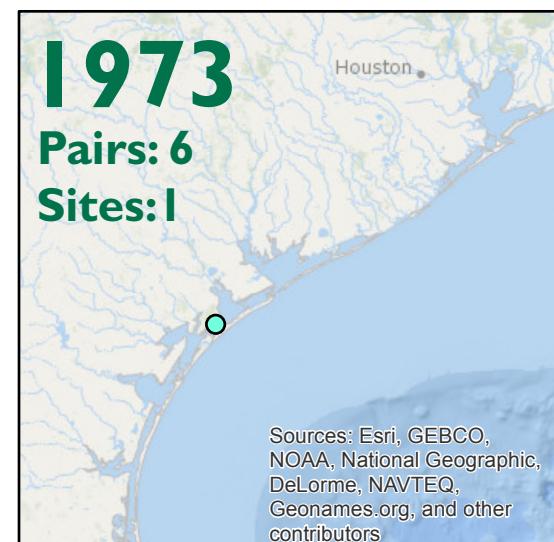 1973
Pairs: 6
Sites:1
Houston
Sources: Esri, GEBCO,
NOAA, National Geographic,
DeLorme, NAVTEQ,
Geonames.org, and other
contributors